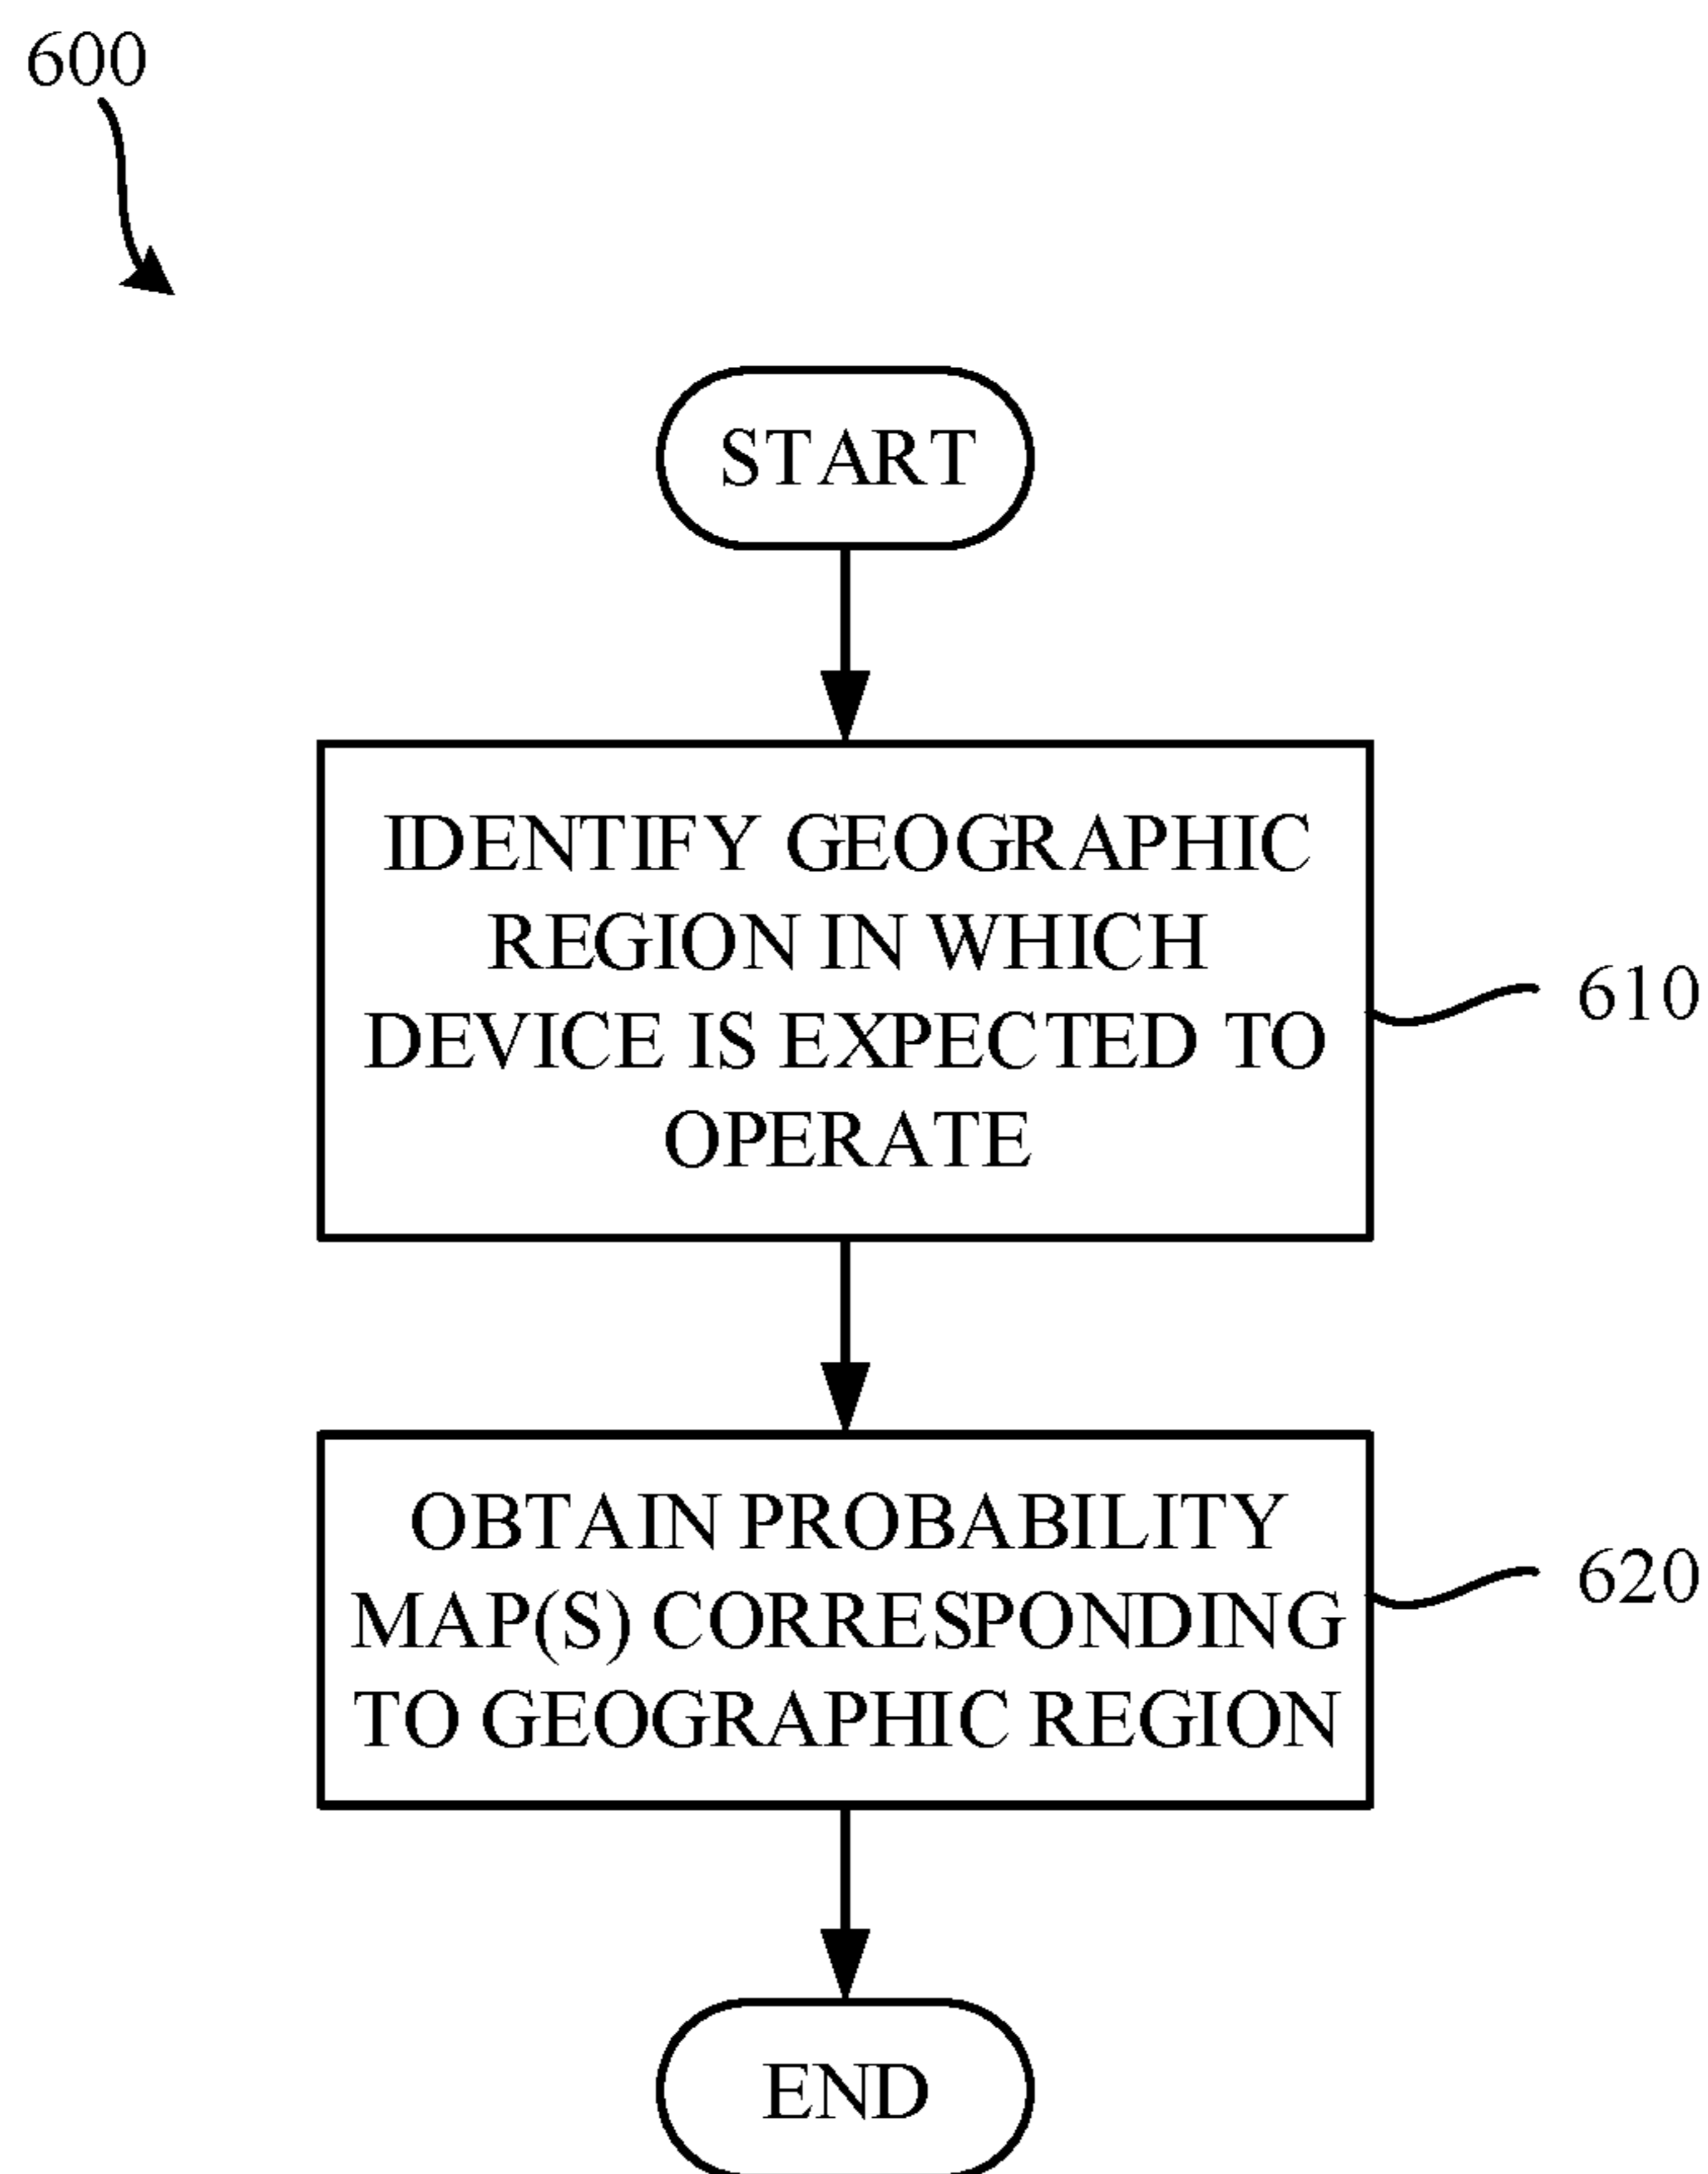 600
START
IDENTIFY GEOGRAPHIC
REGION IN WHICH
DEVICE IS EXPECTED TO
OPERATE
610
OBTAIN PROBABILITY
MAP(S) CORRESPONDING
TO GEOGRAPHIC REGION
620
END